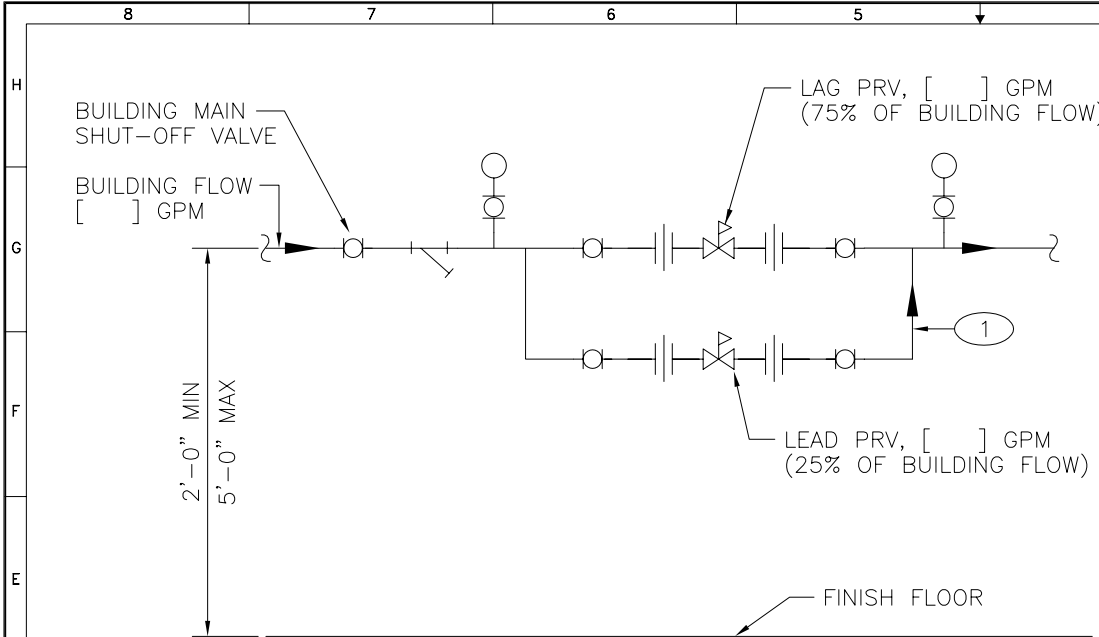 8 7 6 5
H
LAG PRV, [ ] GPM
(75% OF BUILDING FLOW)
BUILDING MAIN
SHUT-OFF VALVE
BUILDING FLOW
[ ] GPM
G
1
F
2'-0" MIN
5'-0" MAX
LEAD PRV, [ ] GPM
(25% OF BUILDING FLOW)
E
FINISH FLOOR